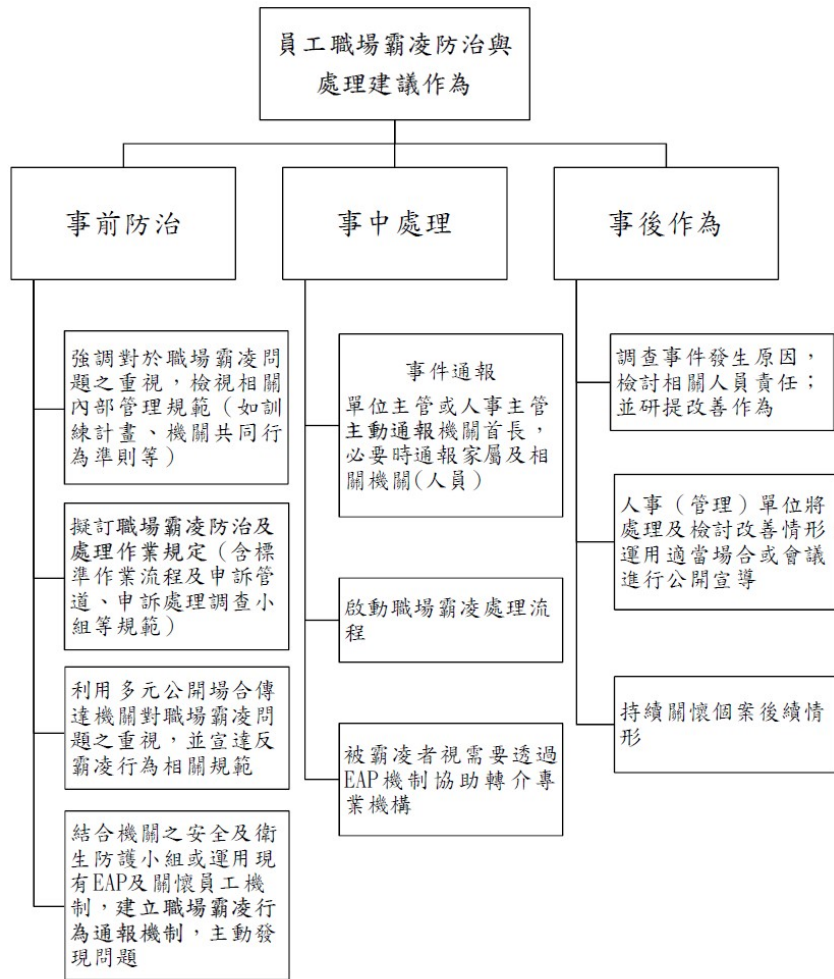 員工職場霸凌防治與
處理建議作為
事前防治
強調對於職場霸凌問
題之重視，檢視相關
內部管理規範（如訓
練計畫、機關共同行
為準則等）
擬訂職場霸凌防治及
處理作業規定（含標
準作業流程及申訴管
道、申訴處理調查小
組等規範）
利用多元公開場合傳
達機關對職場霸凌問
題之重視，並宣達反
霸凌行為相關規範
結合機關之安全及衛
生防護小組或運用現
有EAP及關懷員工機
制，建立職場霸凌行
為通報機制，主動發
現問題
事中處理
事件通報
單位主管或人事主管
主動通報機關首長，
必要時通報家屬及相
關機關(人員)
啟動職場霸凌處理流
程
被霸凌者視需要透過
EAP機制協助轉介專
業機構
事後作為
調查事件發生原因，
檢討相關人員責任；
並研提改善作為
人事（管理）單位將
處理及檢討改善情形
運用適當場合或會議
進行公開宣導
持續關懷個案後續情
形